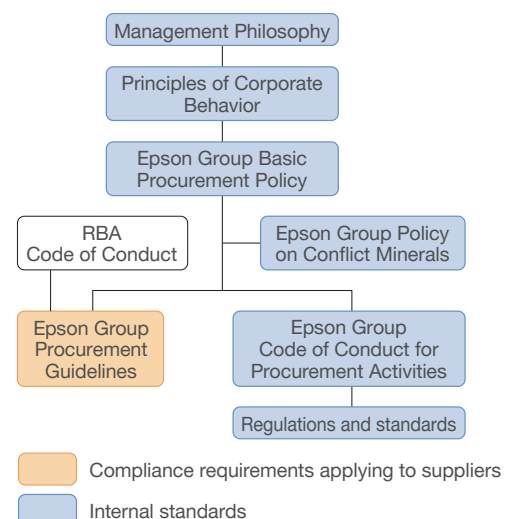 Management Philosophy
Principles of Corporate
Behavior
Epson Group Basic
Procurement Policy
RBA
Code of Conduct
Epson Group Policy
on Conflict Minerals
Epson Group
Procurement
Guidelines
Epson Group
Code of Conduct for
Procurement Activities
Regulations and standards
Compliance requirements applying to suppliers
Internal standards